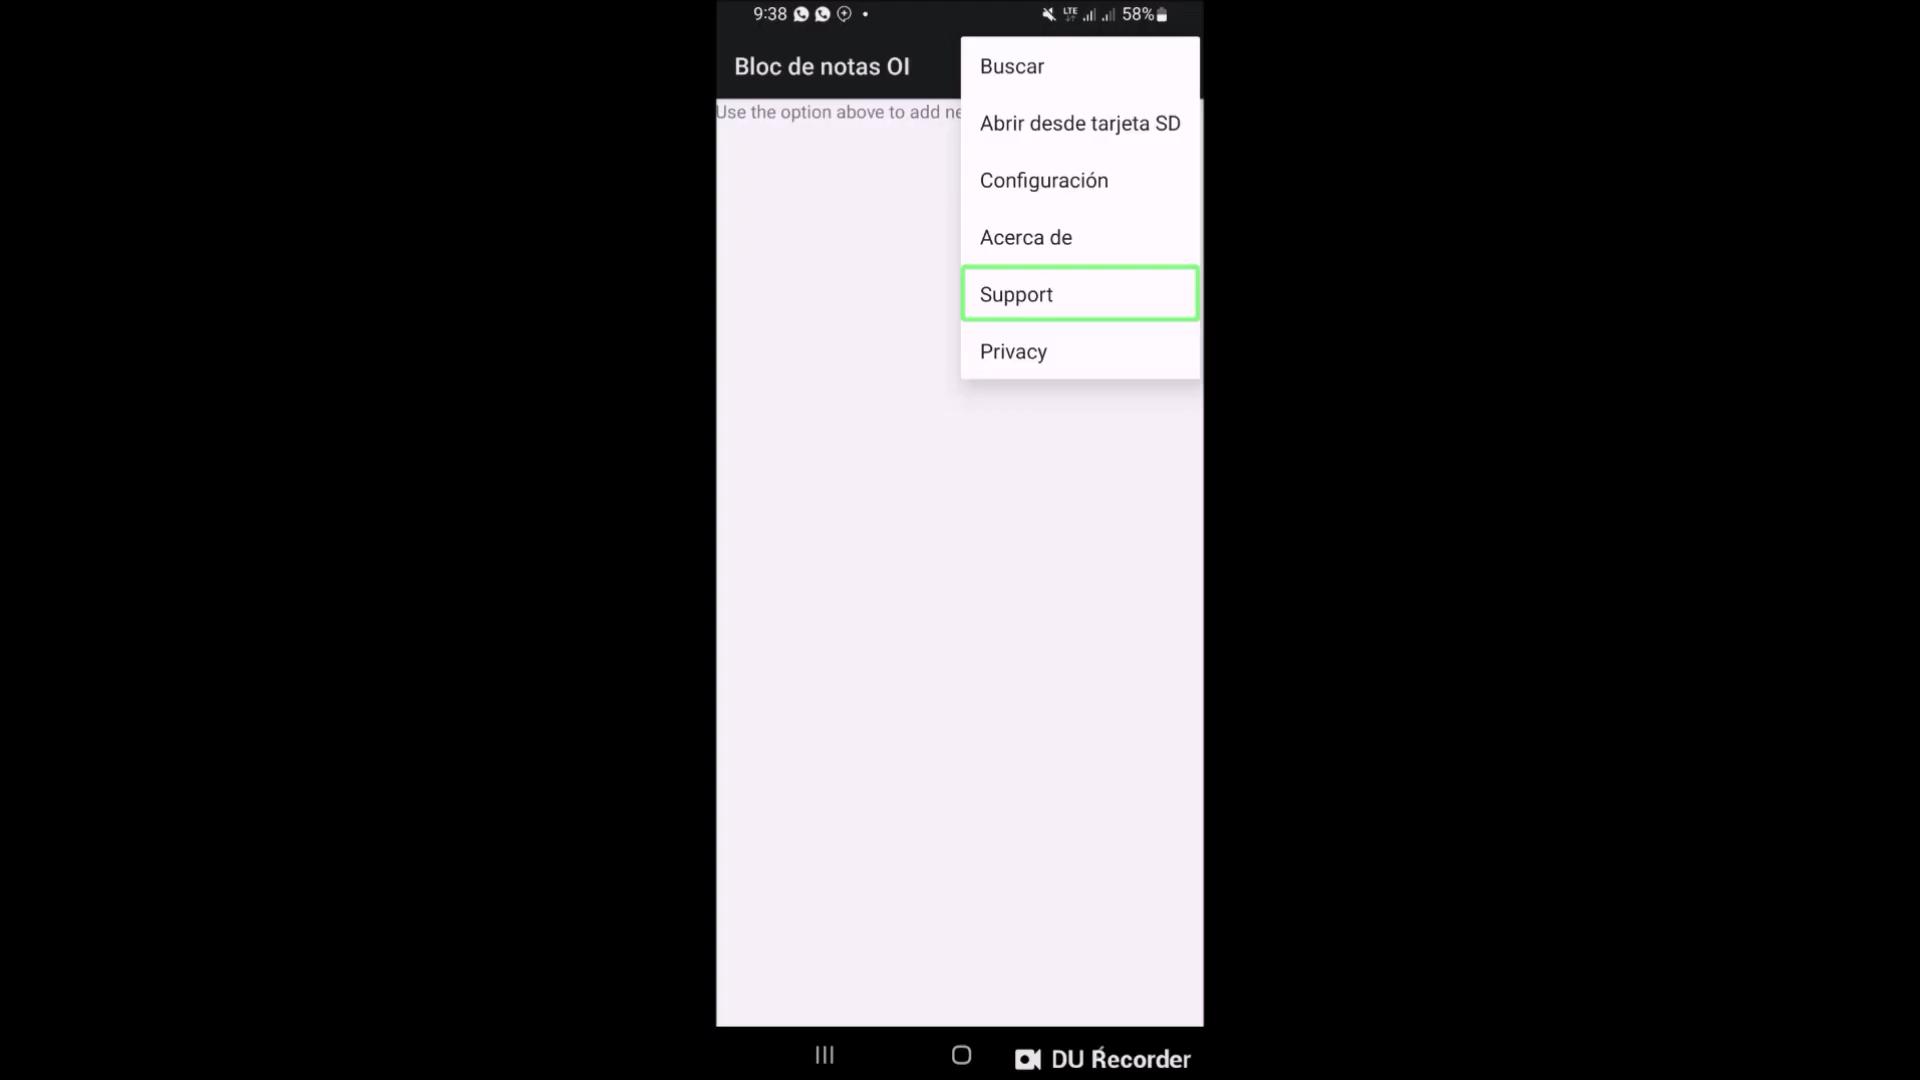 9:38 LTE 58%
Bloc de notas OI
Use the option above to add ne
Buscar
Abrir desde tarjeta SD
Configuración
Acerca de
Support
Privacy
DU Recorder